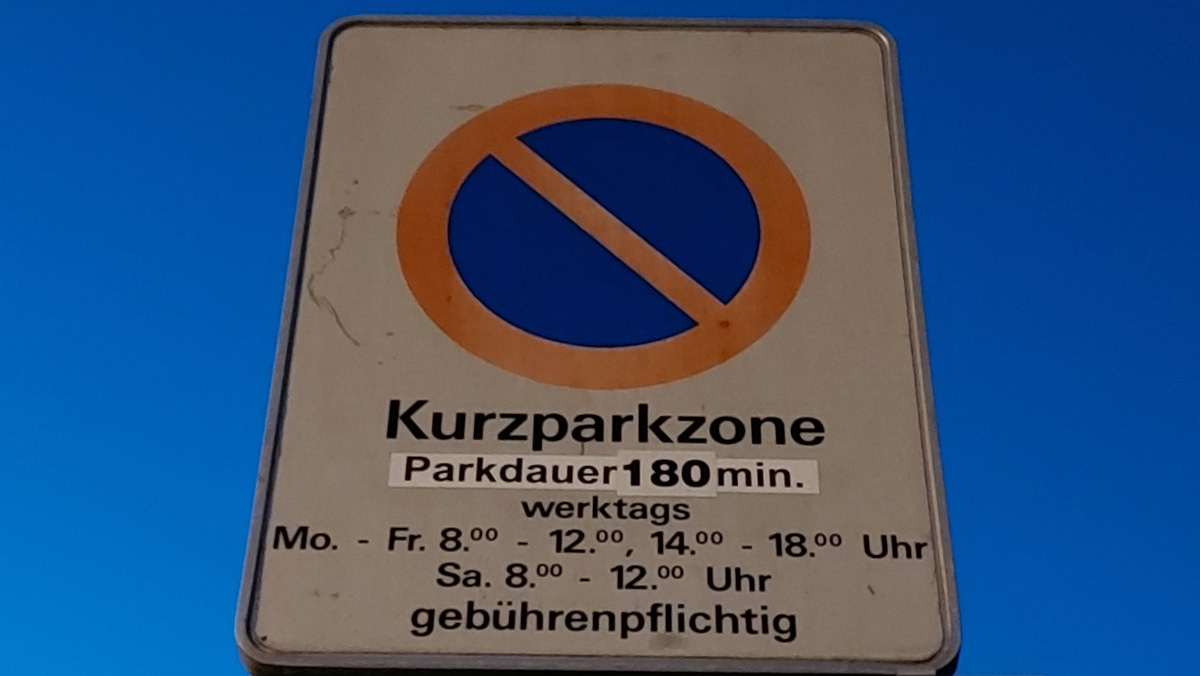 Kurzparkzone
Parkdauer 180 min.
werktags
Mo. - Fr. 8.⁰⁰ - 12.⁰⁰, 14.⁰⁰ - 18.⁰⁰ Uhr
Sa. 8.⁰⁰ - 12.⁰⁰ Uhr
gebührenpflichtig